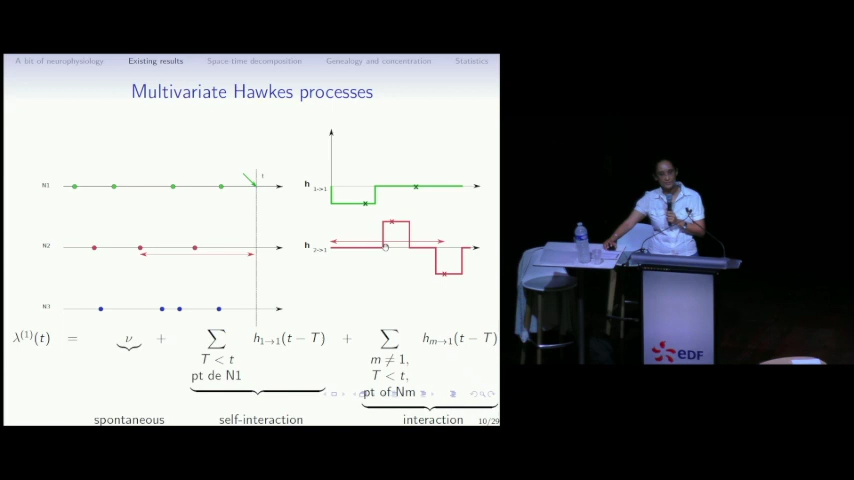 A bit of neurophysiology Existing results Space-time decomposition Genealogy and concentration Statistics
Multivariate Hawkes processes
N1
t
h 1->1
N2
h 2->1
N3
λ⁽¹⁾(t) = ν + ∑ h₁→₁(t − T) + ∑ hₘ→₁(t − T)
T < t m ≠ 1,
pt de N1 T < t,
pt of Nm
spontaneous self-interaction interaction 10/29
eDF